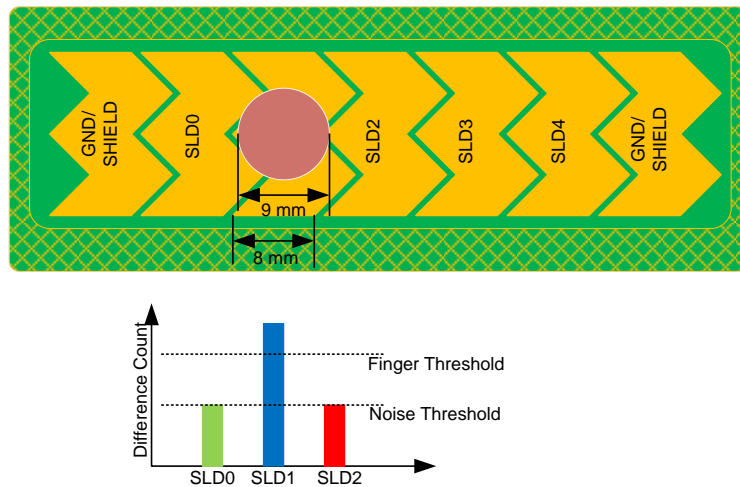 GND/
SHIELD
SLD0
SLD2
SLD3
SLD4
GND/
SHIELD
9 mm
8 mm
Difference Count
Finger Threshold
Noise Threshold
SLD0
SLD1
SLD2